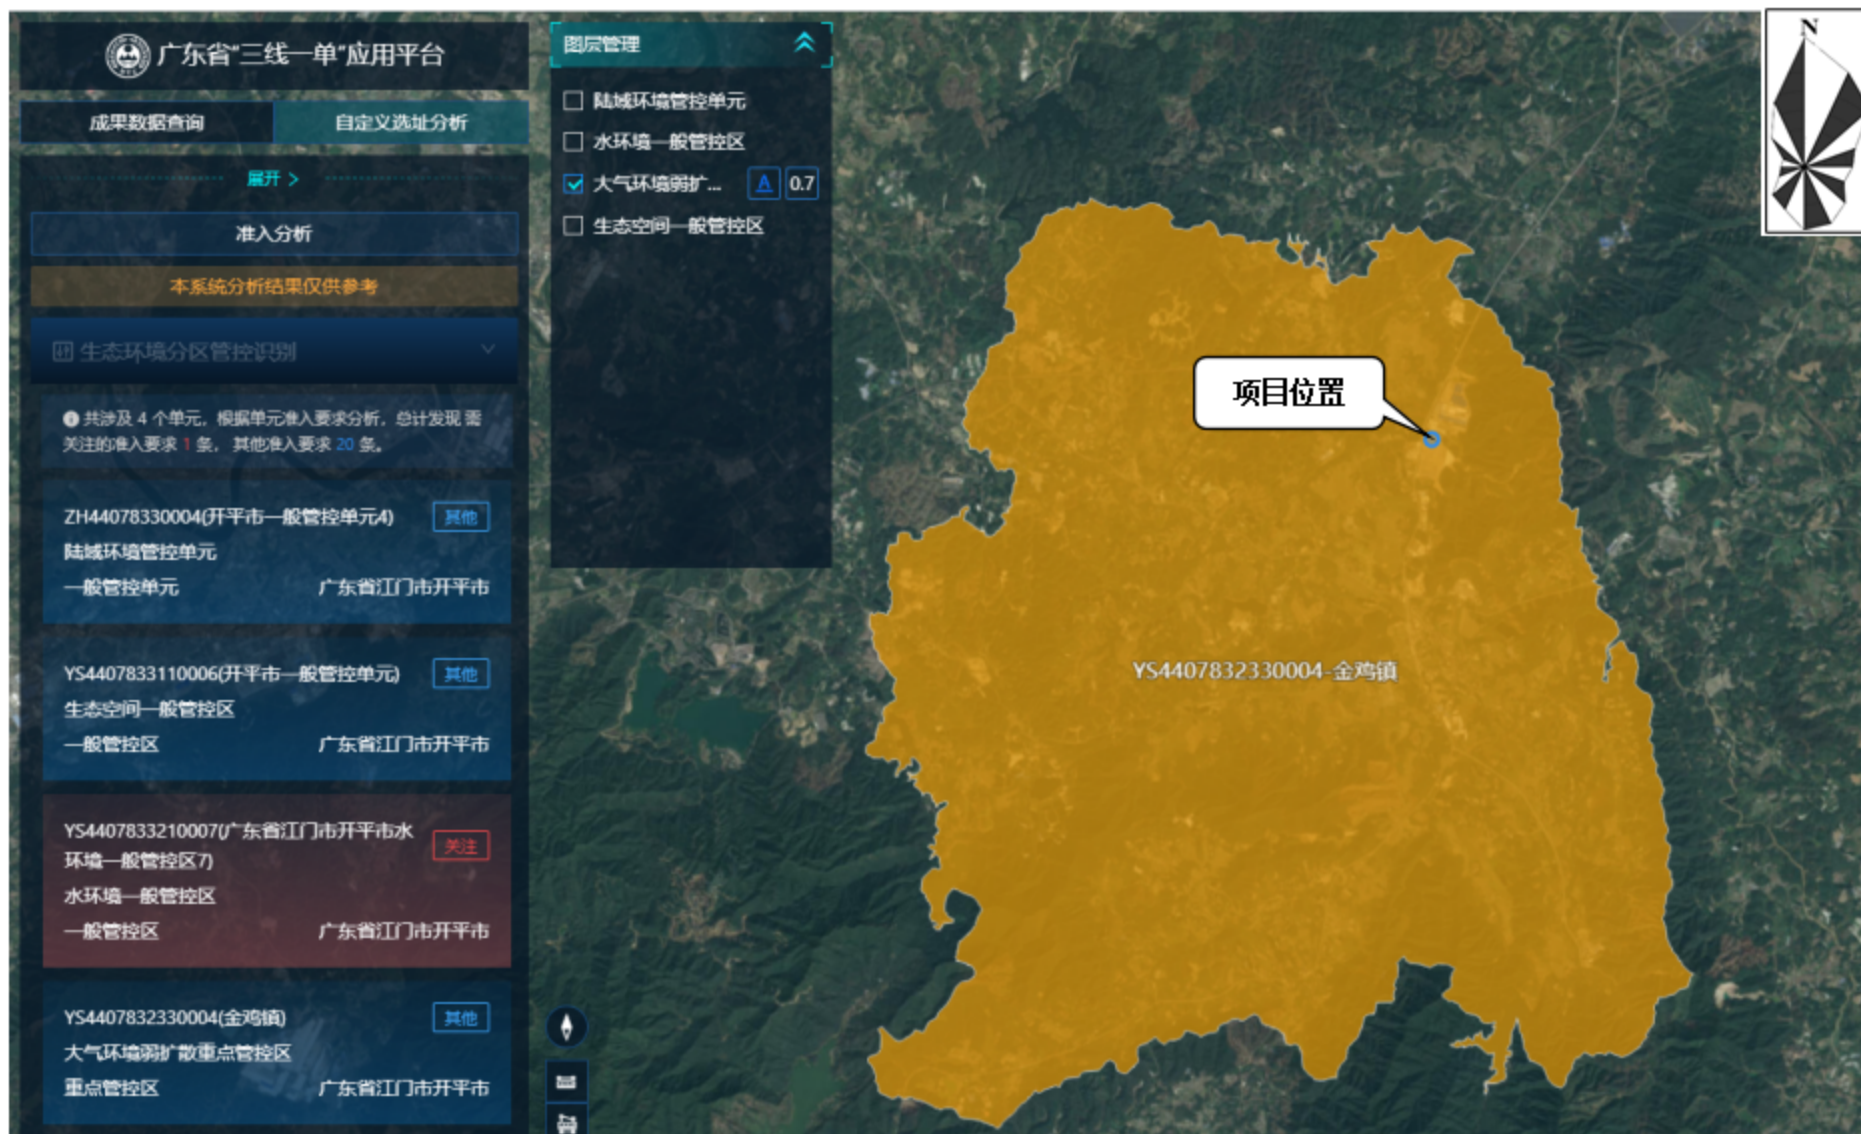 广东省“三线一单”应用平台
成果数据查询
自定义选址分析
展开 >
准入分析
本系统分析结果仅供参考
生态环境分区管控识别
共涉及 4 个单元，根据单元准入要求分析，总计发现 需
关注的准入要求 1 条， 其他准入要求 20 条。
ZH44078330004(开平市一般管控单元4)
其他
陆域环境管控单元
一般管控单元
广东省江门市开平市
YS4407833110006(开平市一般管控单元)
其他
生态空间一般管控区
一般管控区
广东省江门市开平市
YS4407833210007(广东省江门市开平市水
环境一般管控区7)
关注
水环境一般管控区
一般管控区
广东省江门市开平市
YS4407832330004(金鸡镇)
其他
大气环境弱扩散重点管控区
重点管控区
广东省江门市开平市
图层管理
陆域环境管控单元
水环境一般管控区
大气环境弱扩...
A
0.7
生态空间一般管控区
项目位置
YS4407832330004-金鸡镇
N